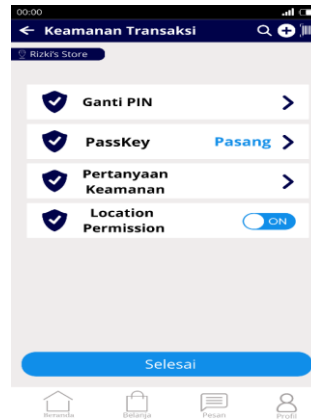 00:00
Keamanan Transaksi
Rizki's Store
Ganti PIN
PassKey
Pasang
Pertanyaan
Keamanan
Location
Permission
ON
Selesai
Beranda
Belanja
Pesan
Profil